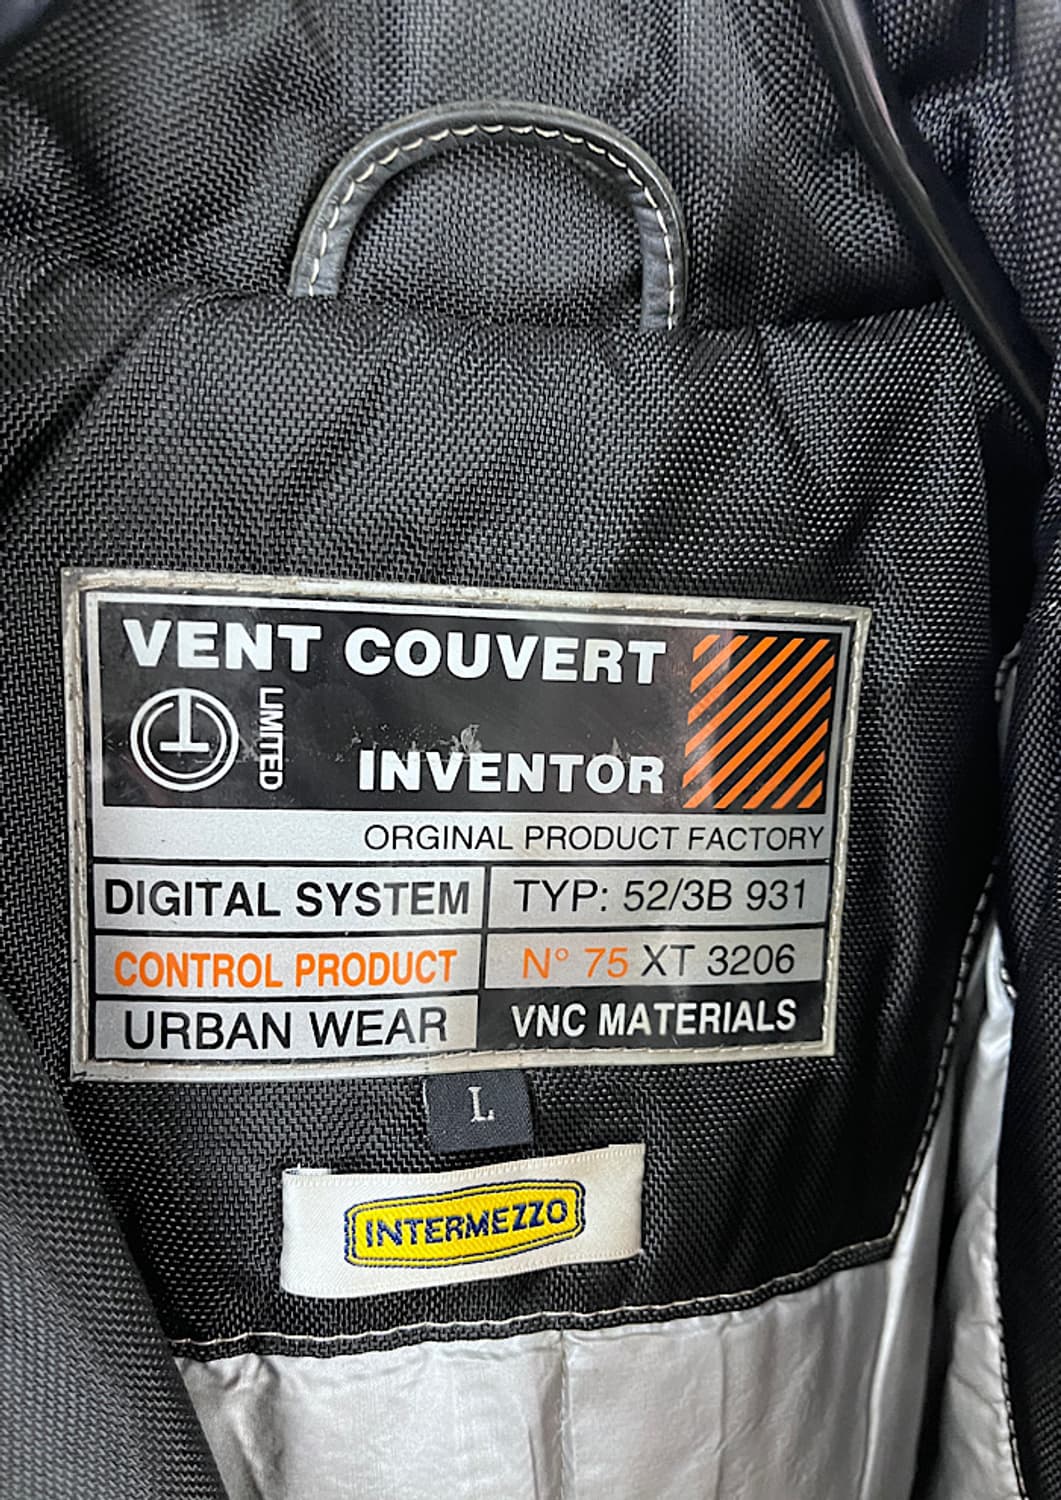 VENT COUVERT
LIMITED
INVENTOR
ORGINAL PRODUCT FACTORY
DIGITAL SYSTEM
TYP: 52/3B 931
CONTROL PRODUCT
N° 75 XT 3206
URBAN WEAR
VNC MATERIALS
L
INTERMEZZO